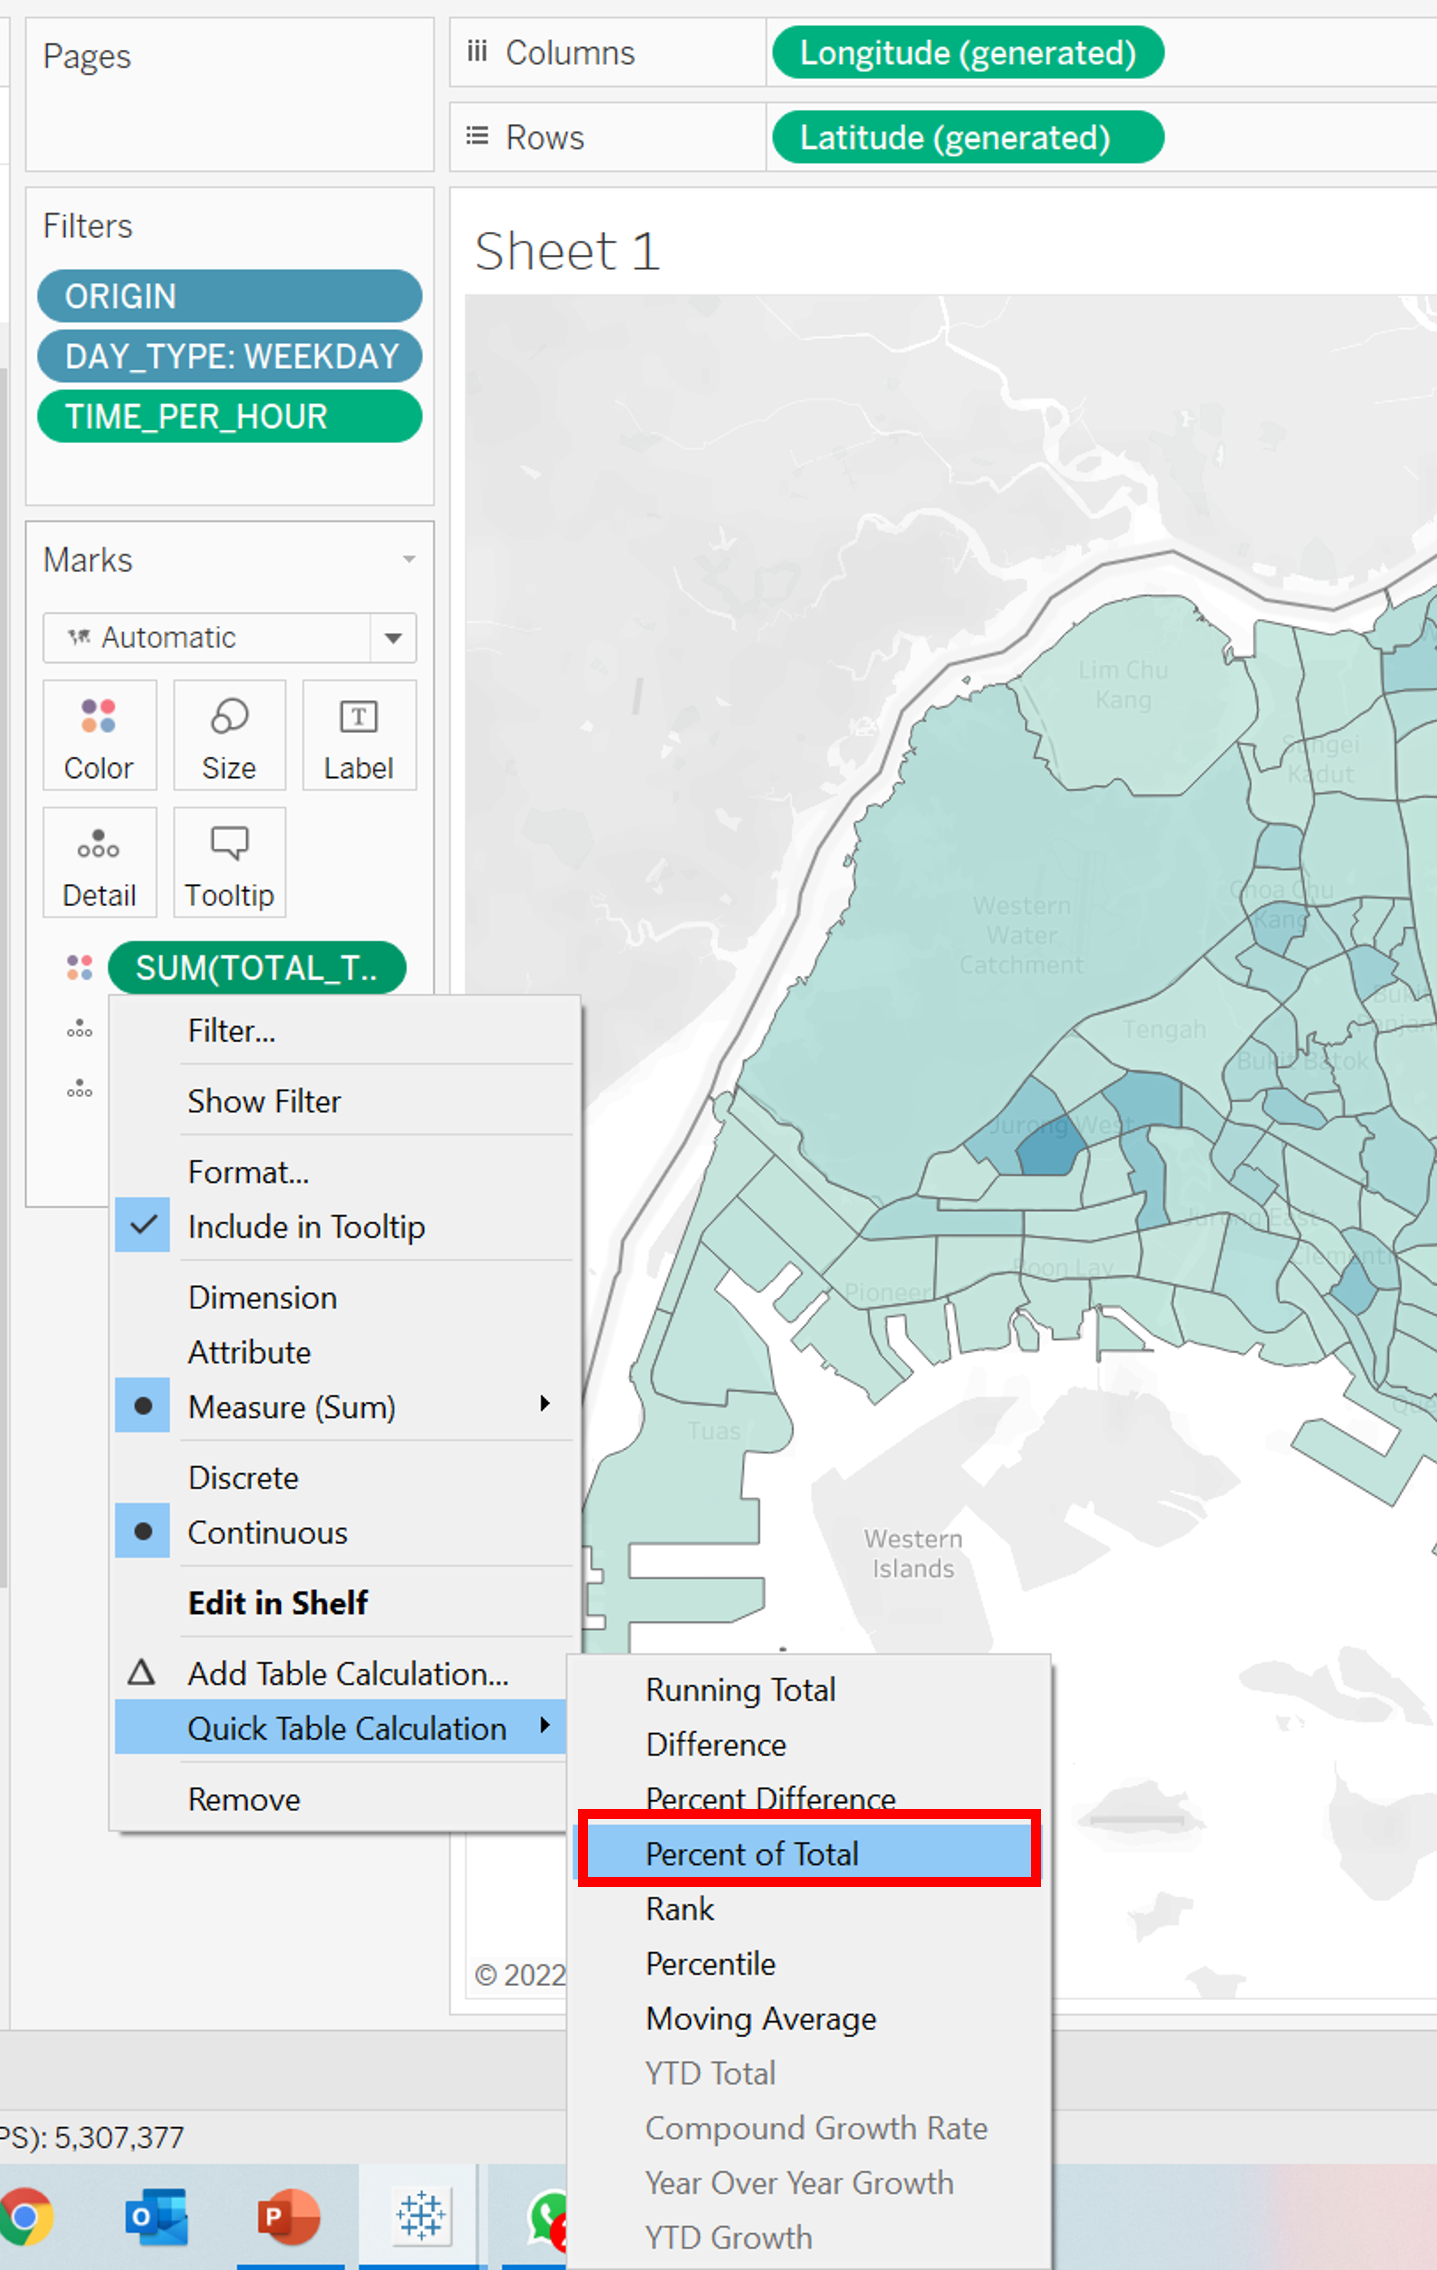 Pages
Columns
Longitude (generated)
Rows
Latitude (generated)
Filters
ORIGIN
DAY_TYPE: WEEKDAY
TIME_PER_HOUR
Sheet 1
Marks
Automatic
Color
Size
Label
Detail
Tooltip
SUM(TOTAL_T..
Filter...
Show Filter
Format...
Include in Tooltip
Dimension
Attribute
Measure (Sum)
Discrete
Continuous
Edit in Shelf
Add Table Calculation...
Quick Table Calculation
Remove
Running Total
Difference
Percent Difference
Percent of Total
Rank
Percentile
Moving Average
YTD Total
Compound Growth Rate
Year Over Year Growth
YTD Growth
Lim Chu
Kang
Sungei
Kadut
Choa Chu
Kang
Western
Water
Catchment
Tengah
Bukit
Panjan
Bukit Batok
Jurong West
Jurong East
Clementi
Boon Lay
Pioneer
Que
Tuas
Western
Islands
© 2022
PS): 5,307,377